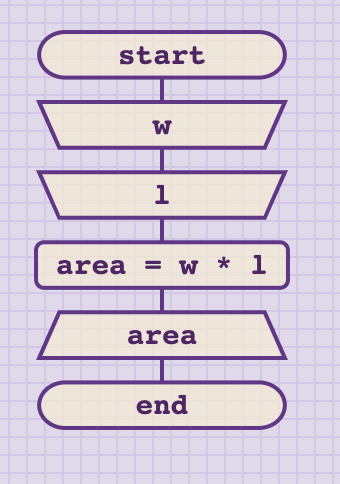 start
w
l
area = w * l
area
end